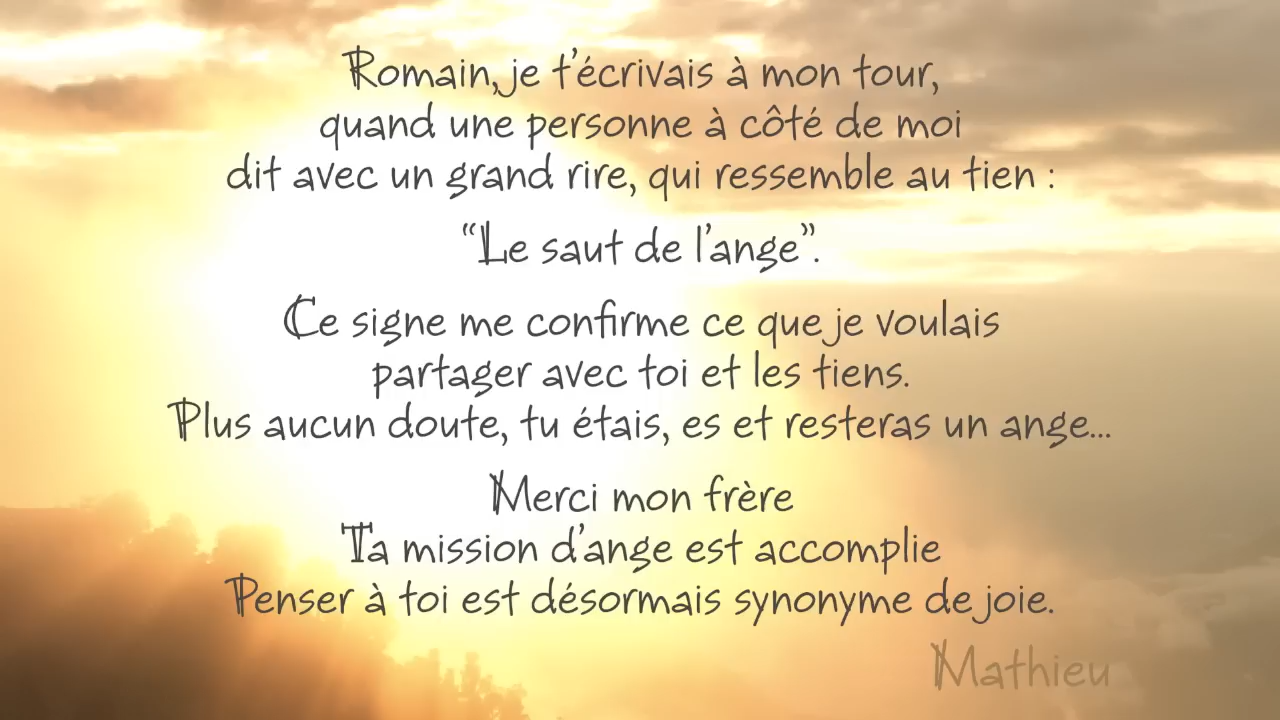 Romain, je t'écrivais à mon tour,
quand une personne à côté de moi
dit avec un grand rire, qui ressemble au tien :
“Le saut de l'ange”.
Ce signe me confirme ce que je voulais
partager avec toi et les tiens.
Plus aucun doute, tu étais, es et resteras un ange...
Merci mon frère
Ta mission d'ange est accomplie
Penser à toi est désormais synonyme de joie.
Mathieu